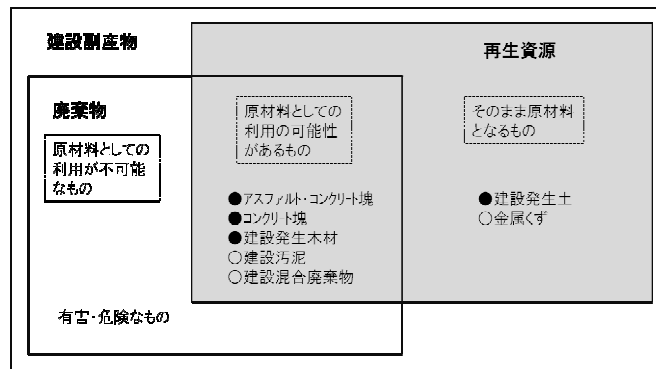 建設副産物
再生資源
廃棄物
原材料としての
利用が不可能
なもの
原材料としての
利用の可能性
があるもの
そのまま原材料
となるもの
●アスファルト・コンクリート塊
●コンクリート塊
●建設発生木材
○建設汚泥
○建設混合廃棄物
●建設発生土
○金属くず
有害・危険なもの